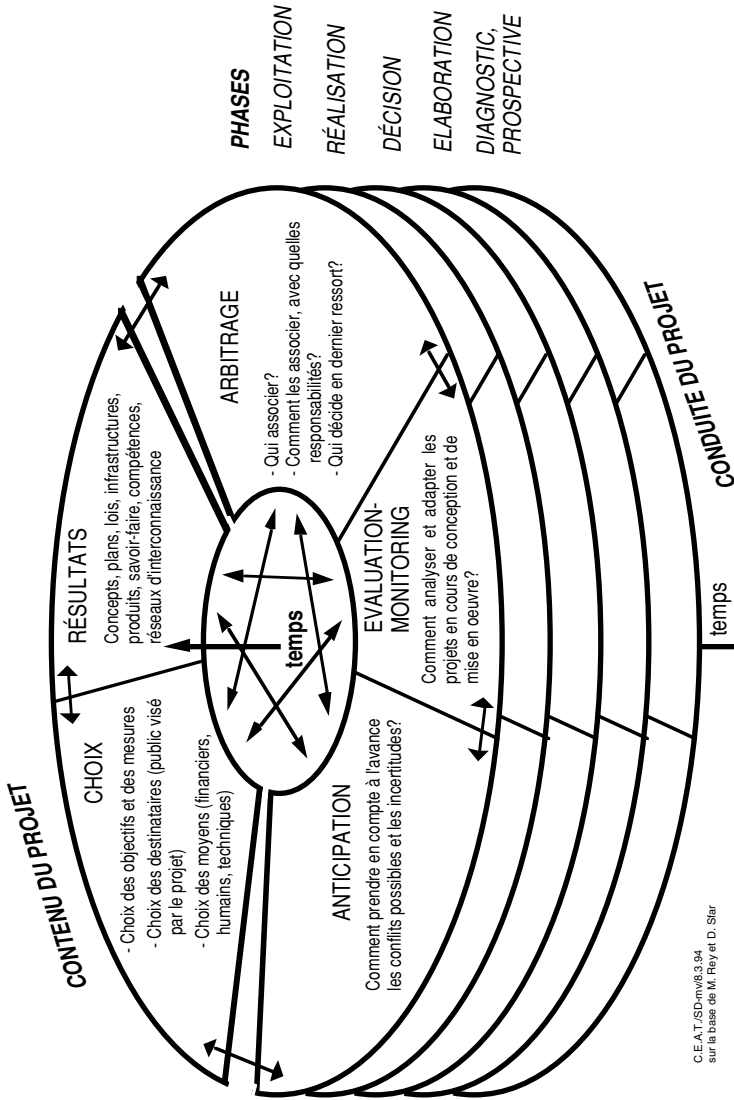 CONTENU DU PROJET
CHOIX
- Choix des objectifs et des mesures
- Choix des destinataires (public visé
par le projet)
- Choix des moyens (financiers,
humains, techniques)
RÉSULTATS
Concepts, plans, lois, infrastructures,
produits, savoir-faire, compétences,
réseaux d'interconnaissance
ARBITRAGE
- Qui associer?
- Comment les associer, avec quelles
responsabilités?
- Qui décide en dernier ressort?
temps
ANTICIPATION
Comment prendre en compte à l'avance
les conflits possibles et les incertitudes?
EVALUATION-
MONITORING
Comment analyser et adapter les
projets en cours de conception et de
mise en oeuvre?
PHASES
EXPLOITATION
RÉALISATION
DÉCISION
ELABORATION
DIAGNOSTIC,
PROSPECTIVE
CONDUITE DU PROJET
temps
C.E.A.T./SD-mv/8.3.94
sur la base de M. Rey et D. Sfar